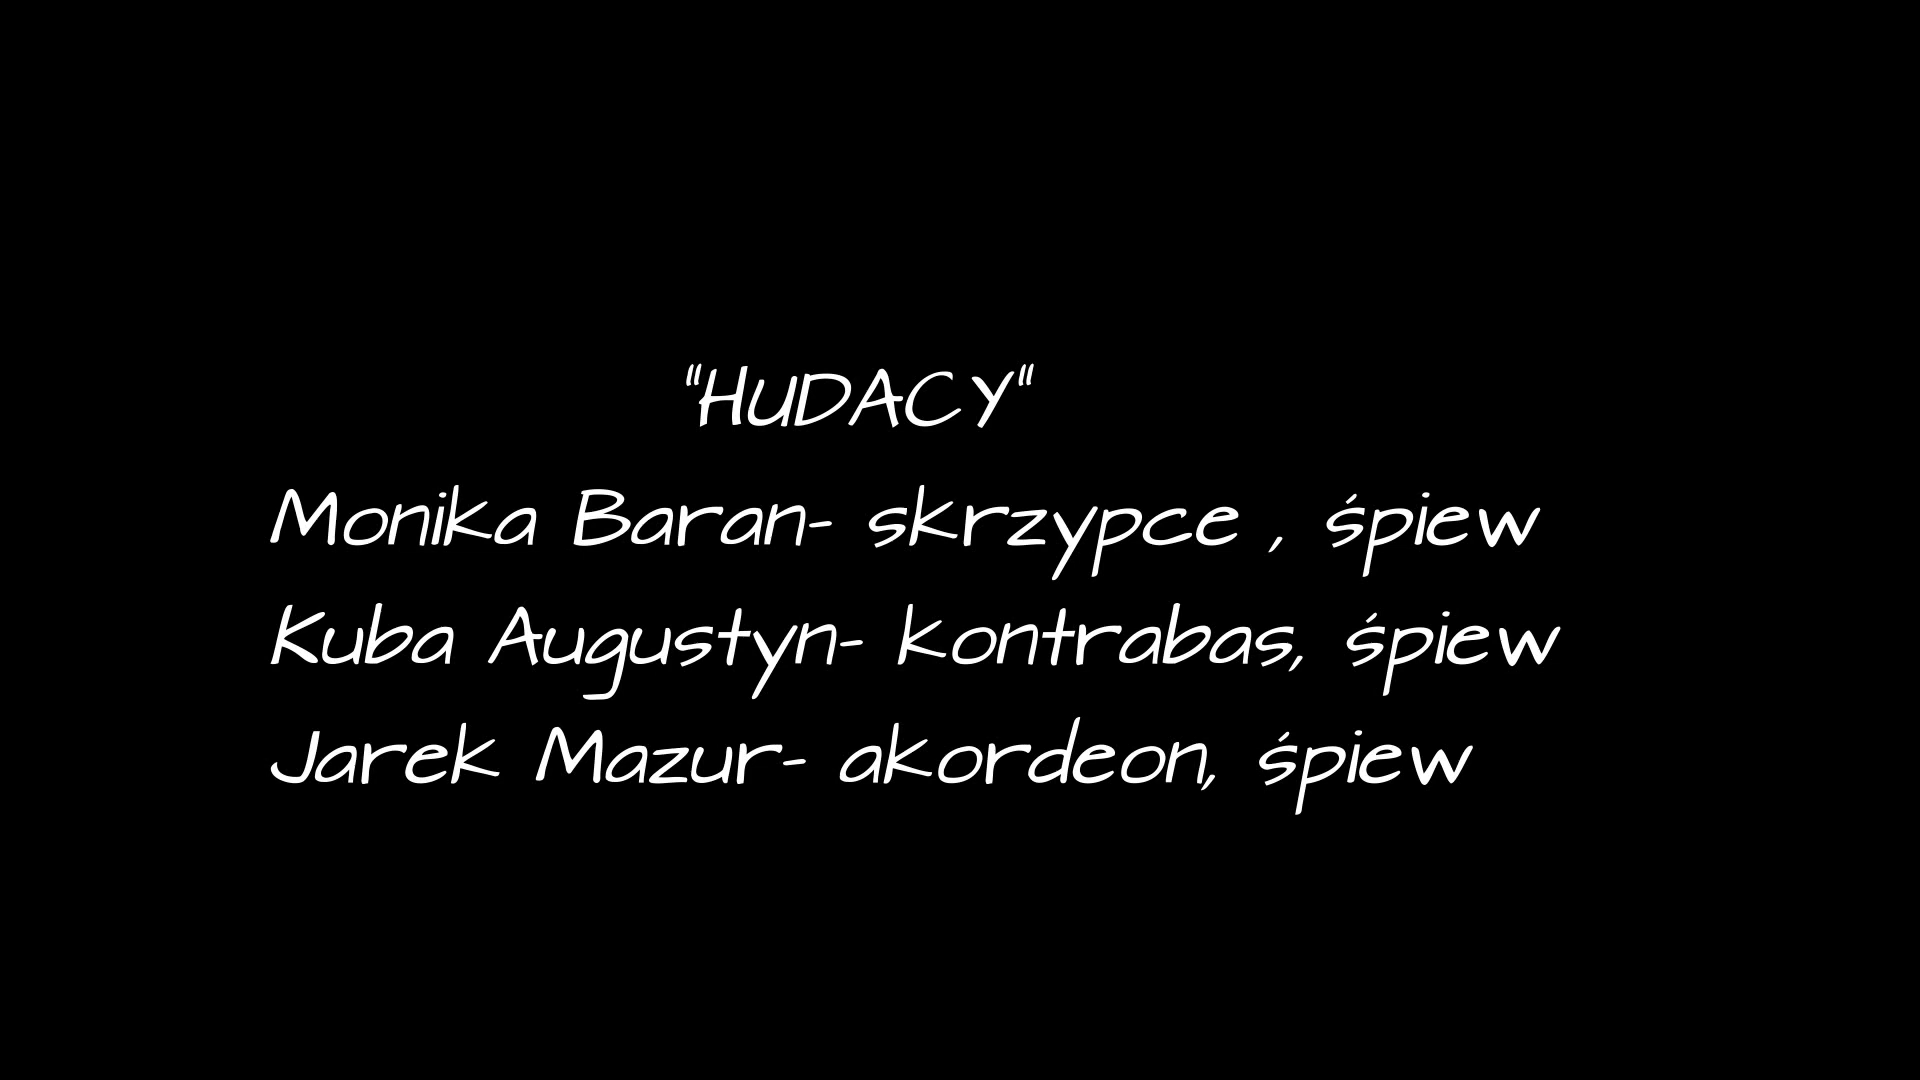 "HUDACY"
Monika Baran- skrzypce , śpiew
Kuba Augustyn- kontrabas, śpiew
Jarek Mazur- akordeon, śpiew